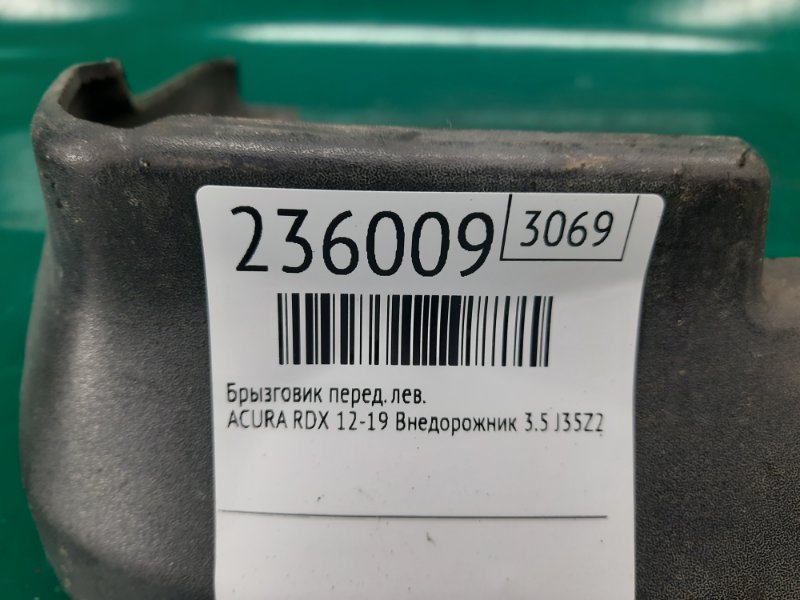 236009 3069
Брызговик перед. лев.
ACURA RDX 12-19 Внедорожник 3.5 J35Z2